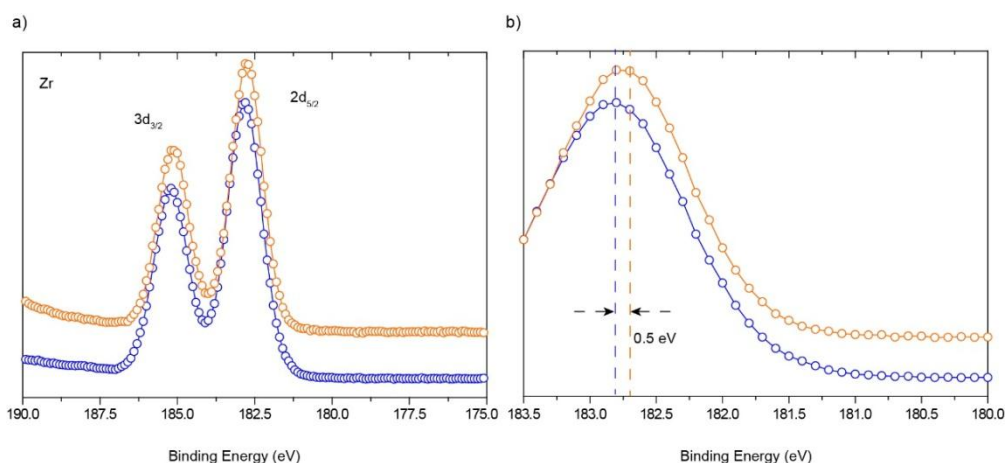 a)
Zr
3d3/2
2d5/2
190.0 187.5 185.0 182.5 180.0 177.5 175.0
Binding Energy (eV)
b)
0.5 eV
183.5 183.0 182.5 182.0 181.5 181.0 180.5 180.0
Binding Energy (eV)